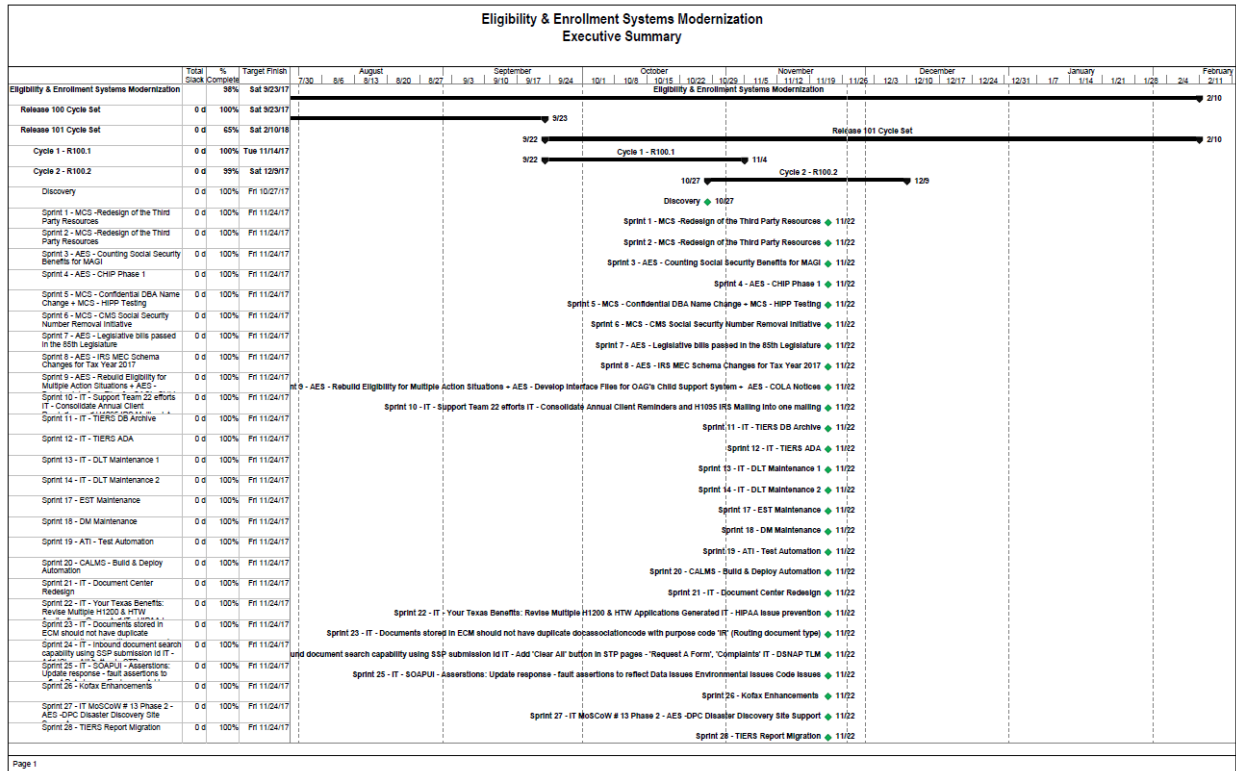 Eligibility & Enrollment Systems Modernization
Executive Summary
Total Slack % Complete Target Finish
August September October November December January February
7/30 8/6 8/13 8/20 8/27 9/3 9/10 9/17 9/24 10/1 10/8 10/15 10/22 10/29 11/5 11/12 11/19 11/26 12/3 12/10 12/17 12/24 12/31 1/7 1/14 1/21 1/28 2/4 2/11
Eligibility & Enrollment Systems Modernization 98% Sat 9/23/17 Eligibility & Enrollment Systems Modernization 2/10
Release 100 Cycle Set 0 d 100% Sat 9/23/17 9/23
Release 101 Cycle Set 0 d 65% Sat 2/10/18 9/22 Release 101 Cycle Set 2/10
Cycle 1 - R100.1 0 d 100% Tue 11/14/17 9/22 Cycle 1 - R100.1 11/4
Cycle 2 - R100.2 0 d 99% Sat 12/9/17 10/27 Cycle 2 - R100.2 12/9
Discovery 0 d 100% Fri 10/27/17 Discovery 10/27
Sprint 1 - MCS -Redesign of the Third Party Resources 0 d 100% Fri 11/24/17 Sprint 1 - MCS -Redesign of the Third Party Resources 11/22
Sprint 2 - MCS -Redesign of the Third Party Resources 0 d 100% Fri 11/24/17 Sprint 2 - MCS -Redesign of the Third Party Resources 11/22
Sprint 3 - AES - Counting Social Security Benefits for MAGI 0 d 100% Fri 11/24/17 Sprint 3 - AES - Counting Social Security Benefits for MAGI 11/22
Sprint 4 - AES - CHIP Phase 1 0 d 100% Fri 11/24/17 Sprint 4 - AES - CHIP Phase 1 11/22
Sprint 5 - MCS - Confidential DBA Name Change + MCS - HIPP Testing 0 d 100% Fri 11/24/17 Sprint 5 - MCS - Confidential DBA Name Change + MCS - HIPP Testing 11/22
Sprint 6 - MCS - CMS Social Security Number Removal Initiative 0 d 100% Fri 11/24/17 Sprint 6 - MCS - CMS Social Security Number Removal Initiative 11/22
Sprint 7 - AES - Legislative bills passed in the 85th Legislature 0 d 100% Fri 11/24/17 Sprint 7 - AES - Legislative bills passed in the 85th Legislature 11/22
Sprint 8 - AES - IRS MEC Schema Changes for Tax Year 2017 0 d 100% Fri 11/24/17 Sprint 8 - AES - IRS MEC Schema Changes for Tax Year 2017 11/22
Sprint 9 - AES - Rebuild Eligibility for Multiple Action Situations + AES - 0 d 100% Fri 11/24/17 nt 9 - AES - Rebuild Eligibility for Multiple Action Situations + AES - Develop Interface Files for OAG's Child Support System + AES - COLA Notices 11/22
Sprint 10 - IT - Support Team 22 efforts IT - Consolidate Annual Client 0 d 100% Fri 11/24/17 Sprint 10 - IT - Support Team 22 efforts IT - Consolidate Annual Client Reminders and H1095 IRS Mailing into one mailing 11/22
Sprint 11 - IT - TIERS DB Archive 0 d 100% Fri 11/24/17 Sprint 11 - IT - TIERS DB Archive 11/22
Sprint 12 - IT - TIERS ADA 0 d 100% Fri 11/24/17 Sprint 12 - IT - TIERS ADA 11/22
Sprint 13 - IT - DLT Maintenance 1 0 d 100% Fri 11/24/17 Sprint 13 - IT - DLT Maintenance 1 11/22
Sprint 14 - IT - DLT Maintenance 2 0 d 100% Fri 11/24/17 Sprint 14 - IT - DLT Maintenance 2 11/22
Sprint 17 - EST Maintenance 0 d 100% Fri 11/24/17 Sprint 17 - EST Maintenance 11/22
Sprint 18 - DM Maintenance 0 d 100% Fri 11/24/17 Sprint 18 - DM Maintenance 11/22
Sprint 19 - ATI - Test Automation 0 d 100% Fri 11/24/17 Sprint 19 - ATI - Test Automation 11/22
Sprint 20 - CALMS - Build & Deploy Automation 0 d 100% Fri 11/24/17 Sprint 20 - CALMS - Build & Deploy Automation 11/22
Sprint 21 - IT - Document Center Redesign 0 d 100% Fri 11/24/17 Sprint 21 - IT - Document Center Redesign 11/22
Sprint 22 - IT - Your Texas Benefits: Revise Multiple H1200 & HTW 0 d 100% Fri 11/24/17 Sprint 22 - IT - Your Texas Benefits: Revise Multiple H1200 & HTW Applications Generated IT - HIPAA Issue prevention 11/22
Sprint 23 - IT - Documents stored in ECM should not have duplicate 0 d 100% Fri 11/24/17 Sprint 23 - IT - Documents stored in ECM should not have duplicate docassociationcode with purpose code 'IR' (Routing document type) 11/22
Sprint 24 - IT - Inbound document search capability using SSP submission id IT - 0 d 100% Fri 11/24/17 und document search capability using SSP submission id IT - Add 'Clear All' button in STP pages - 'Request A Form', 'Complaints' IT - DSNAP TLM 11/22
Sprint 25 - IT - SOAPUI - Asserstions: Update response - fault assertions to 0 d 100% Fri 11/24/17 Sprint 25 - IT - SOAPUI - Asserstions: Update response - fault assertions to reflect Data Issues Environmental Issues Code Issues 11/22
Sprint 26 - Kofax Enhancements 0 d 100% Fri 11/24/17 Sprint 26 - Kofax Enhancements 11/22
Sprint 27 - IT MoSCoW # 13 Phase 2 - AES -DPC Disaster Discovery Site 0 d 100% Fri 11/24/17 Sprint 27 - IT MoSCoW # 13 Phase 2 - AES -DPC Disaster Discovery Site Support 11/22
Sprint 28 - TIERS Report Migration 0 d 100% Fri 11/24/17 Sprint 28 - TIERS Report Migration 11/22
Page 1